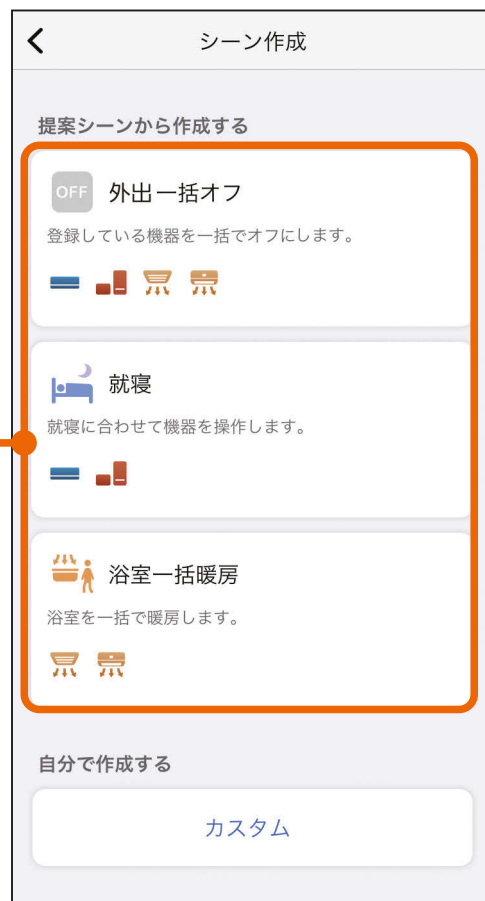 シーン作成
提案シーンから作成する
OFF 外出一括オフ
登録している機器を一括でオフにします。
就寝
就寝に合わせて機器を操作します。
浴室一括暖房
浴室を一括で暖房します。
自分で作成する
カスタム